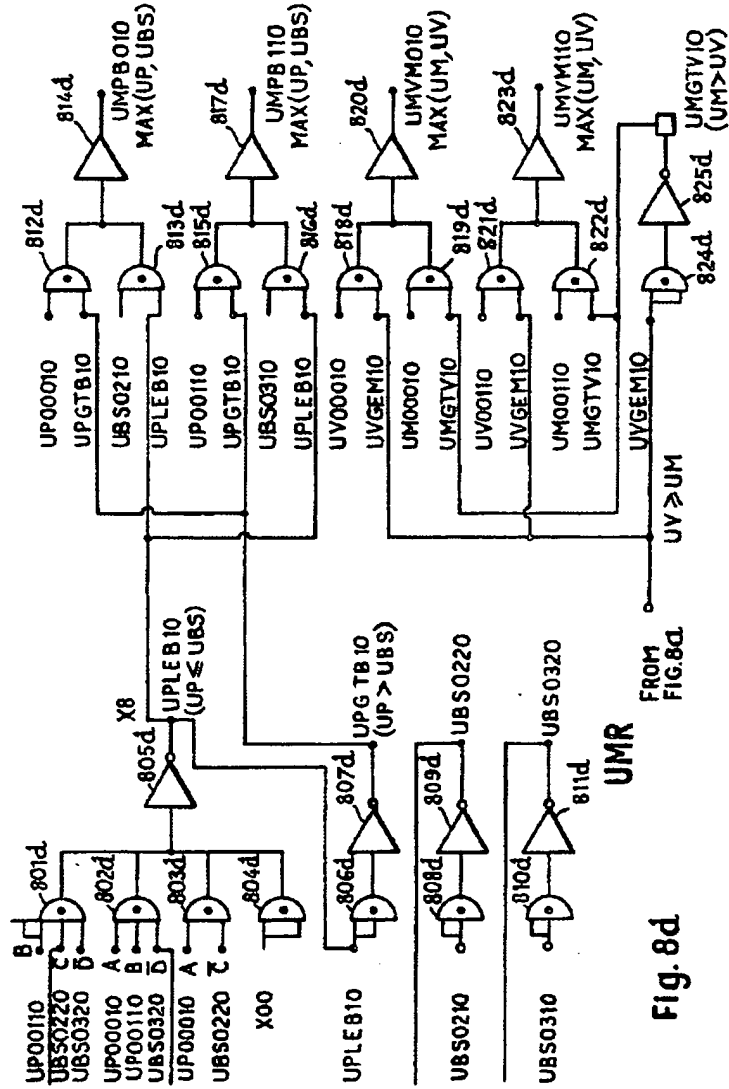 UP00110 B
UBS0220 C̅
UBS0320 D̅
801d
UP00010 A
UP00110 B
UBS0320 D̅
802d
UP00010 A
UBS0220 C̅
803d
X00
804d
805d
X8
UPLEB10
(UP ≤ UBS)
UPLEB10
806d
807d
UPGTB10
(UP > UBS)
UBS0210
808d
809d
UBS0220
UBS0310
810d
811d
UBS0320
UMR
FROM
FIG.8a
UV ≥ UM
UP00010
UPGTB10
812d
UBS0210
UPLEB10
813d
814d
UMPB010
MAX(UP, UBS)
UP00110
UPGTB10
815d
UBS0310
UPLEB10
816d
817d
UMPB110
MAX(UP, UBS)
UV00010
UVGEM10
818d
UM00010
UMGTV10
819d
820d
UMVM010
MAX(UM, UV)
UV00110
UVGEM10
821d
UM00110
UMGTV10
822d
823d
UMVM110
MAX(UM, UV)
UVGEM10
824d
825d
UMGTV10
(UM>UV)
Fig. 8d